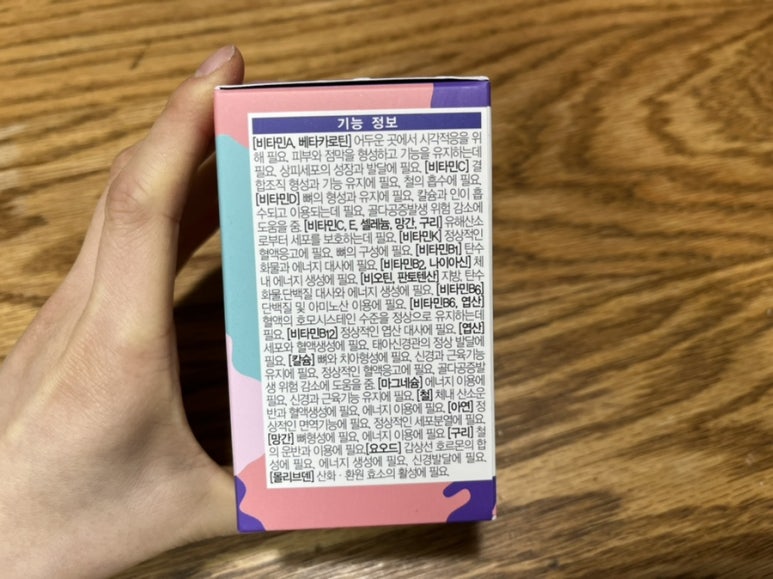 기능 정보
[비타민A, 베타카로틴] 어두운 곳에서 시각적응을 위
해 필요, 피부와 점막을 형성하고 기능을 유지하는데
필요, 상피세포의 성장과 발달에 필요, [비타민C] 결
합조직 형성과 기능 유지에 필요, 철의 흡수에 필요,
[비타민D] 뼈의 형성과 유지에 필요, 칼슘과 인이 흡
수되고 이용되는데 필요, 골다공증발생 위험 감소에
도움을 줌, [비타민C, E, 셀레늄, 망간, 구리] 유해산소
로부터 세포를 보호하는데 필요, [비타민K] 정상적인
혈액응고에 필요, 뼈의 구성에 필요, [비타민B1] 탄수
화물과 에너지 대사에 필요, [비타민B2, 나이아신] 체
내 에너지 생성에 필요, [비오틴, 판토텐산] 지방, 탄수
화물,단백질 대사와 에너지 생성에 필요, [비타민B6]
단백질 및 아미노산 이용에 필요, [비타민B6, 엽산]
혈액의 호모시스테인 수준을 정상으로 유지하는데
필요, [비타민B12] 정상적인 엽산 대사에 필요, [엽산]
세포와 혈액생성에 필요, 태아신경관의 정상 발달에
필요, [칼슘] 뼈와 치아형성에 필요, 신경과 근육기능
유지에 필요, 정상적인 혈액응고에 필요, 골다공증발
생 위험 감소에 도움을 줌, [마그네슘] 에너지 이용에
필요, 신경과 근육기능 유지에 필요, [철] 체내 산소운
반과 혈액생성에 필요, 에너지 이용에 필요, [아연] 정
상적인 면역기능에 필요, 정상적인 세포분열에 필요,
[망간] 뼈형성에 필요, 에너지 이용에 필요 [구리] 철
의 운반과 이용에 필요,[요오드] 갑상선 호르몬의 합
성에 필요, 에너지 생성에 필요, 신경발달에 필요,
[몰리브덴] 산화 · 환원 효소의 활성에 필요